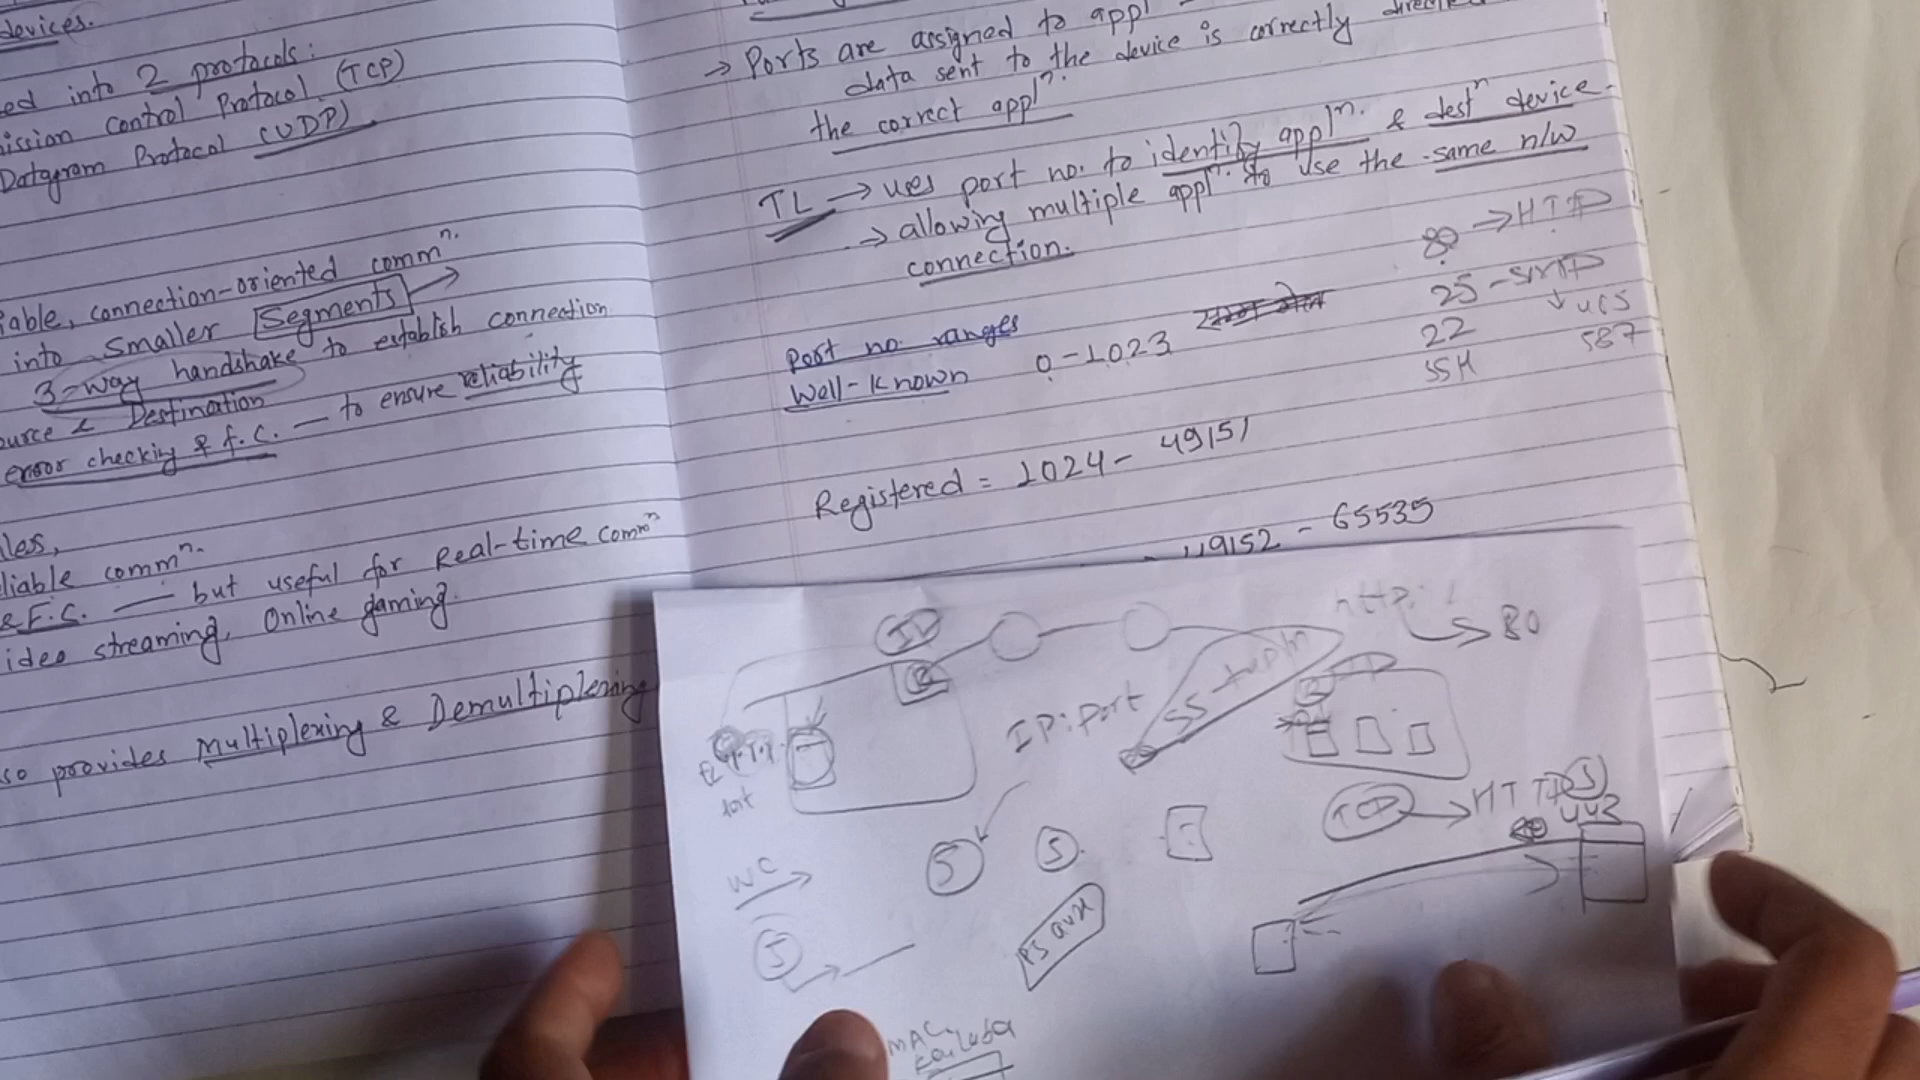 devices.
ed into 2 protocols:
ission Control Protocol (TCP)
Datagram Protocol (UDP).
iable, connection-oriented commⁿ.
into smaller Segments →
3-way handshake to establish connection
ource & Destination
error checking & f.c. — to ensure reliability
les,
liable commⁿ.
& F.C. — but useful for Real-time commⁿ
ideo streaming, Online gaming.
so provides Multiplexing & Demultiplexing
→ Ports are assigned to appl
data sent to the device is correctly
the correct applⁿ.
TL → uses port no. to identify applⁿ. & destⁿ device.
→ allowing multiple applⁿ. to use the same n/w
connection.
80 → HTTP
25 - SMTP
↓
22
587
SSH
Port no. ranges
Well-known 0-1023
Registered = 1024 - 49151
- 49152 - 65535
http:
→ 80
IP:port
TCP → HTTP(S)
443
WC
S
S
S
PS aux
MAC